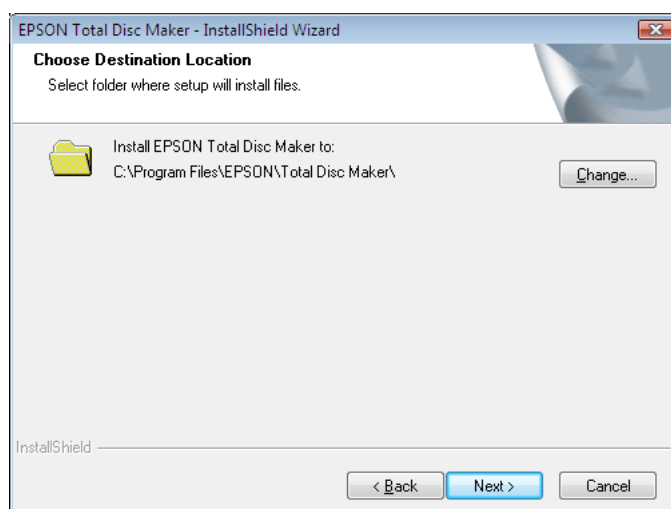 EPSON Total Disc Maker - InstallShield Wizard
Choose Destination Location
Select folder where setup will install files.
Install EPSON Total Disc Maker to:
C:\Program Files\EPSON\Total Disc Maker\
Change...
InstallShield
< Back
Next >
Cancel